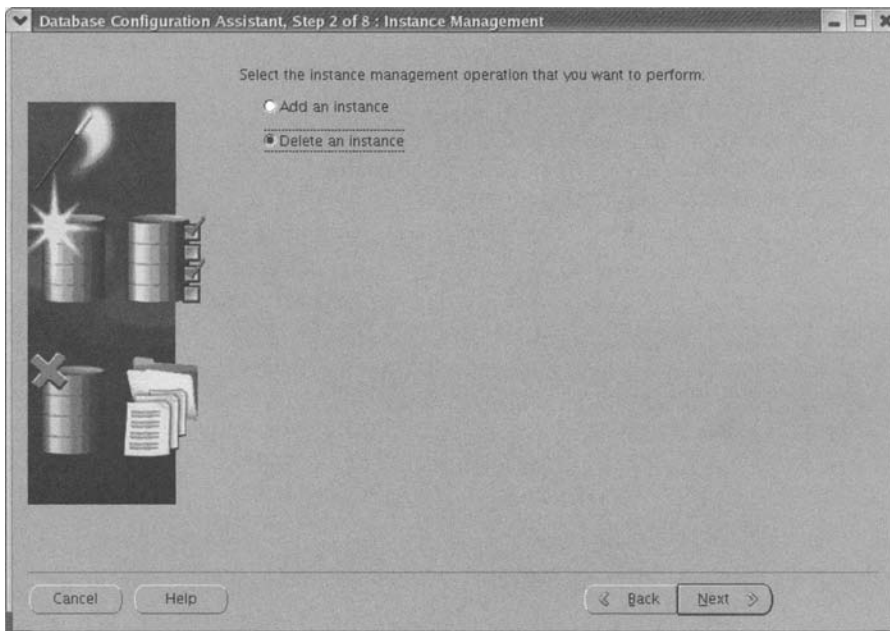 Database Configuration Assistant, Step 2 of 8 : Instance Management
Select the instance management operation that you want to perform:
Add an instance
Delete an instance
Cancel
Help
Back
Next